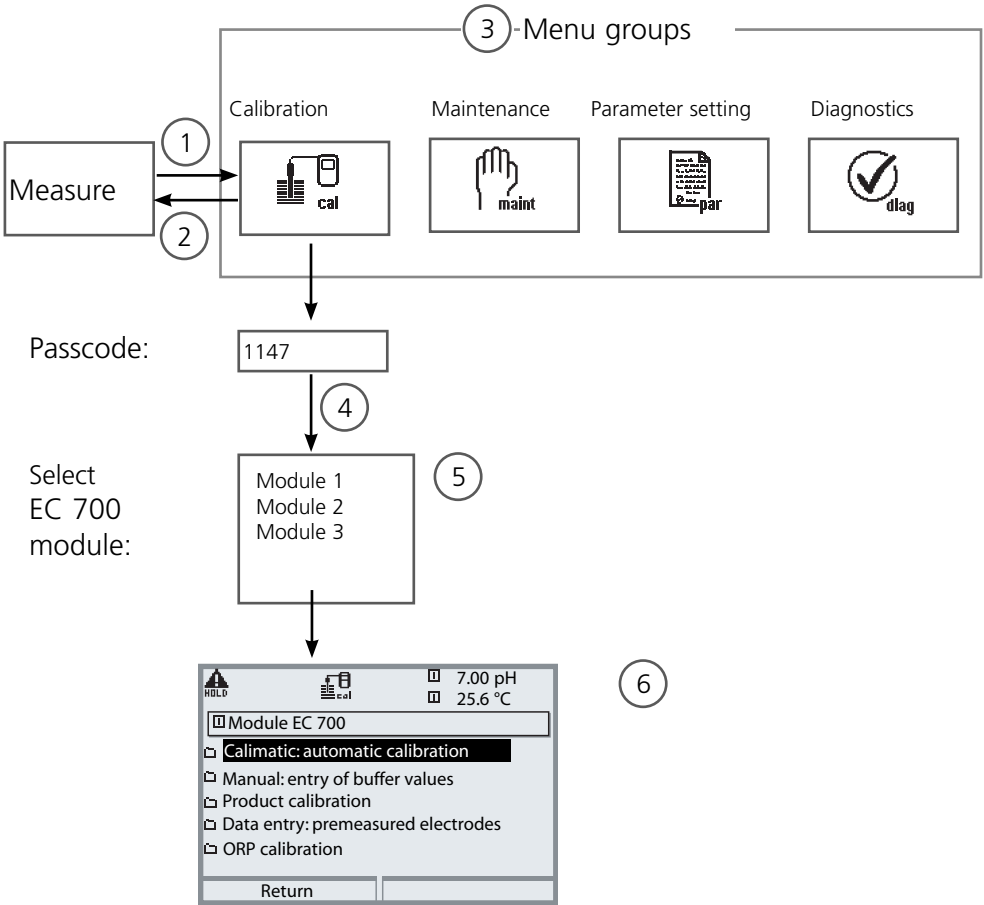 3 Menu groups
Calibration Maintenance Parameter setting Diagnostics
1
Measure
cal maint par diag
2
Passcode: 1147
4
Select
EC 700
module:
Module 1
Module 2
Module 3
5
HOLD cal 7.00 pH
25.6 °C
6
Module EC 700
Calimatic: automatic calibration
Manual: entry of buffer values
Product calibration
Data entry: premeasured electrodes
ORP calibration
Return